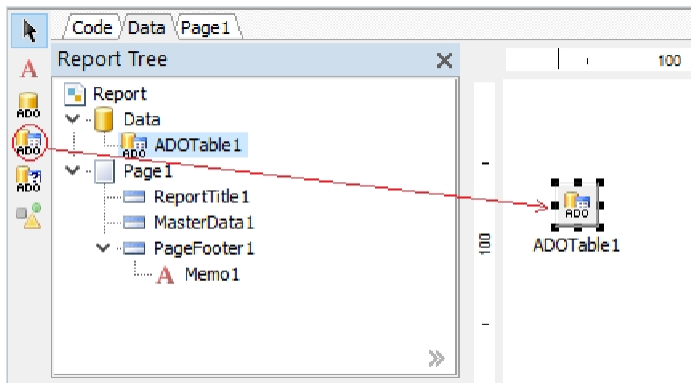 Code Data Page1
Report Tree
A
ADO
ADO
ADO
Report
Data
ADO ADOTable1
Page1
ReportTitle1
MasterData1
PageFooter1
A Memo1
100
100
ADO
ADOTable1